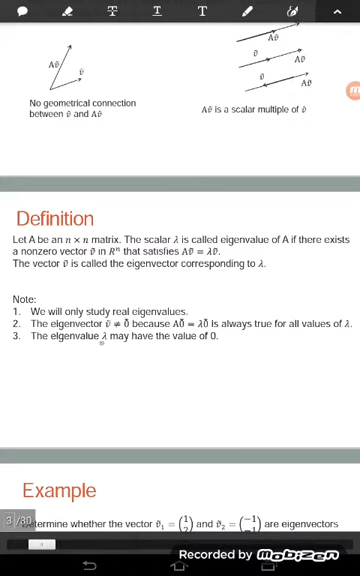 Av̄
v̄
Av̄
v̄
Av̄
v̄
Av̄
No geometrical connection
between v̄ and Av̄
Av̄ is a scalar multiple of v̄
Definition
Let A be an n × n matrix. The scalar λ is called eigenvalue of A if there exists
a nonzero vector v̄ in Rⁿ that satisfies Av̄ = λv̄.
The vector v̄ is called the eigenvector corresponding to λ.
Note:
1. We will only study real eigenvalues.
2. The eigenvector v̄ ≠ 0̄ because A0̄ = λ0̄ is always true for all values of λ.
3. The eigenvalue λ may have the value of 0.
Example
3 /30
Determine whether the vector v̄₁ = (1 2) and v̄₂ = (−1 −1) are eigenvectors
Recorded by Mobizen